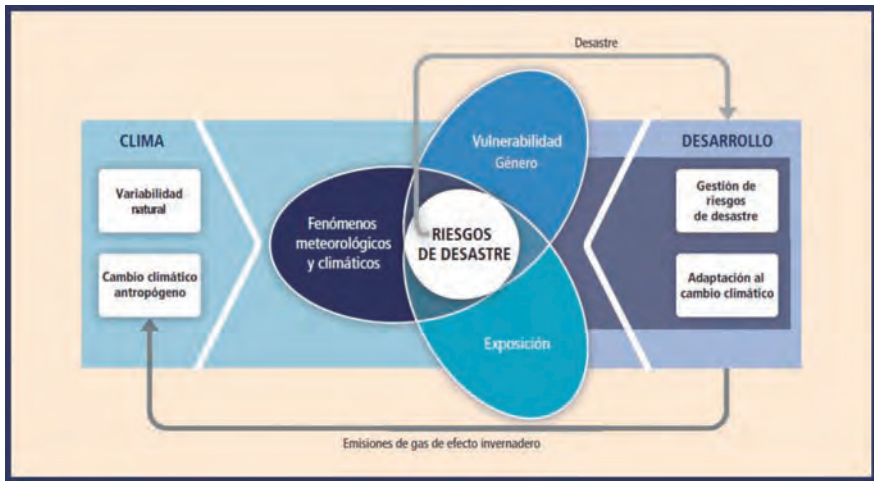 Desastre
CLIMA
Variabilidad
natural
Cambio climático
antropógeno
Fenómenos
meteorológicos
y climáticos
Vulnerabilidad
Género
RIESGOS
DE DESASTRE
Exposición
DESARROLLO
Gestión de
riesgos
de desastre
Adaptación al
cambio climático
Emisiones de gas de efecto invernadero